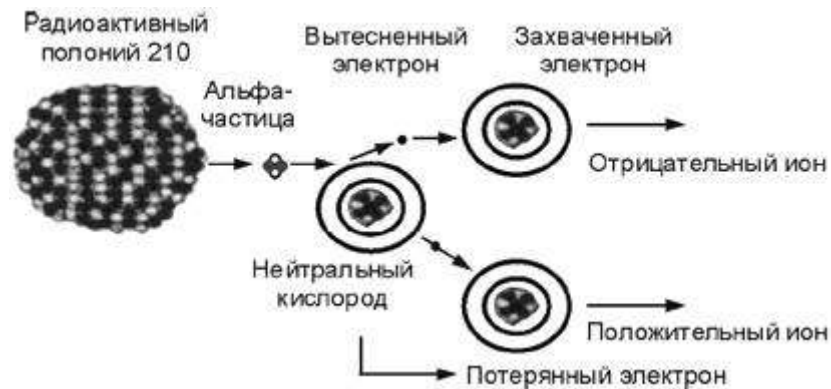 Радиоактивный
полоний 210
Альфа-
частица
Вытесненный
электрон
Захваченный
электрон
Отрицательный ион
Нейтральный
кислород
Положительный ион
Потерянный электрон